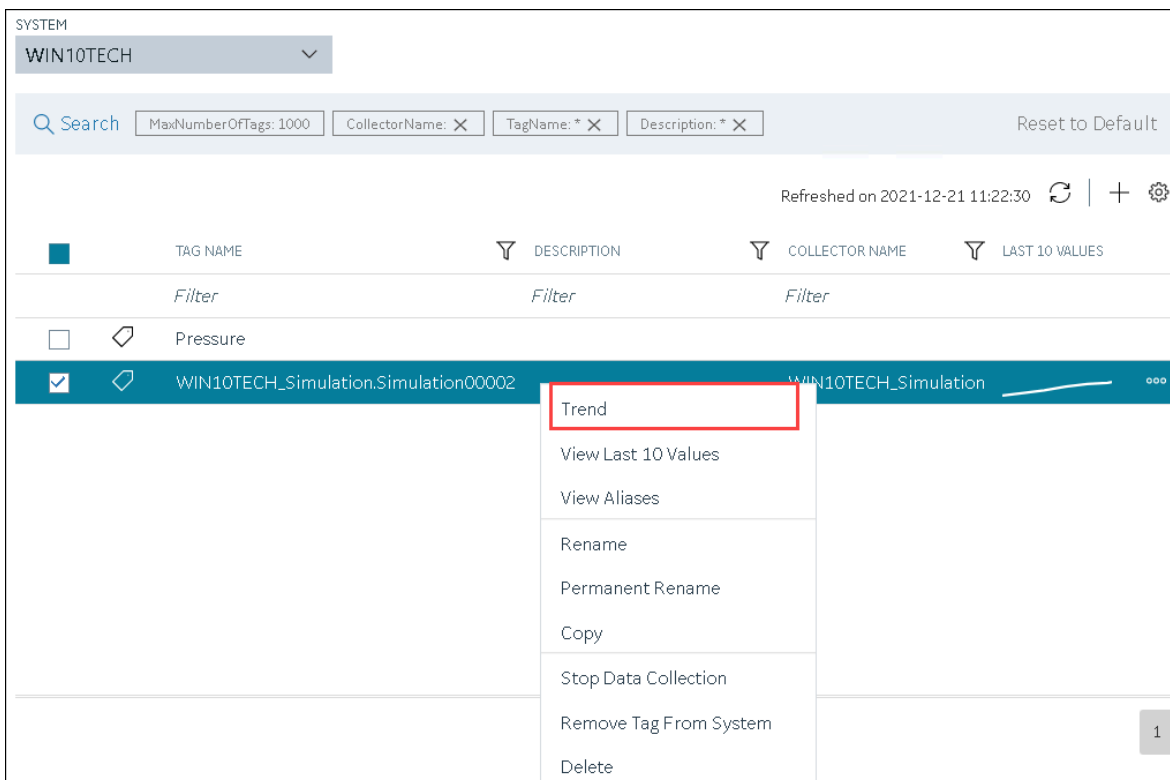 SYSTEM
WIN10TECH
Search MaxNumberOfTags: 1000 CollectorName: TagName: * Description: * Reset to Default
Refreshed on 2021-12-21 11:22:30
TAG NAME DESCRIPTION COLLECTOR NAME LAST 10 VALUES
Filter Filter Filter
Pressure
WIN10TECH_Simulation.Simulation00002 WIN10TECH_Simulation
Trend
View Last 10 Values
View Aliases
Rename
Permanent Rename
Copy
Stop Data Collection
Remove Tag From System
1
Delete